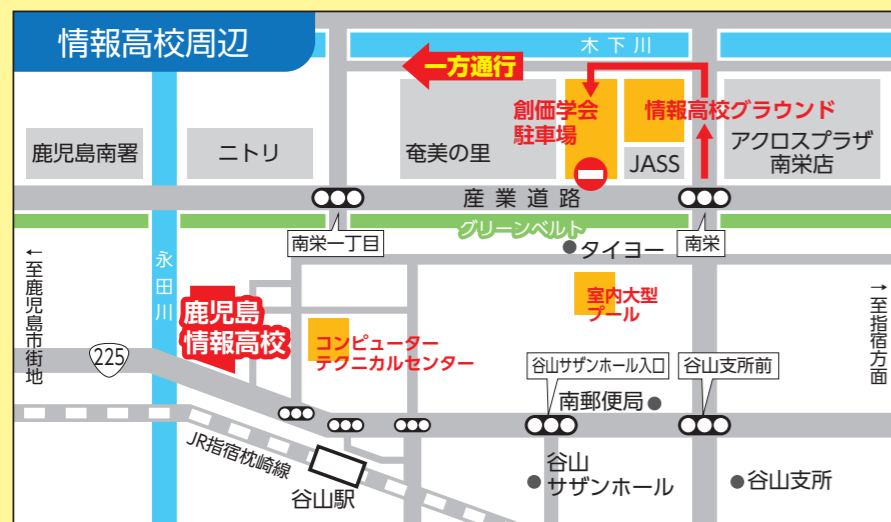 情報高校周辺
木下川
一方通行
創価学会
駐車場
情報高校グラウンド
鹿児島南署
ニトリ
奄美の里
JASS
アクロスプラザ
南栄店
産業道路
グリーンベルト
南栄一丁目
南栄
タイヨー
←至鹿児島市街地
永田川
鹿児島
情報高校
室内大型
プール
→至指宿方面
コンピューター
テクニカルセンター
225
谷山サザンホール入口
谷山支所前
南郵便局
JR指宿枕崎線
谷山駅
谷山
サザンホール
谷山支所